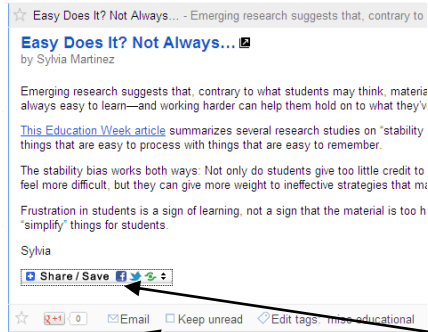 Easy Does It? Not Always... - Emerging research suggests that, contrary to
Easy Does It? Not Always...
by Sylvia Martinez
Emerging research suggests that, contrary to what students may think, materia
always easy to learn—and working harder can help them hold on to what they'v
This Education Week article summarizes several research studies on “stability
things that are easy to process with things that are easy to remember.
The stability bias works both ways: Not only do students give too little credit to
feel more difficult, but they can give more weight to ineffective strategies that ma
Frustration in students is a sign of learning, not a sign that the material is too ha
“simplify” things for students.
Sylvia
Share / Save
+1 0 Email Keep unread Edit tags: misc educational